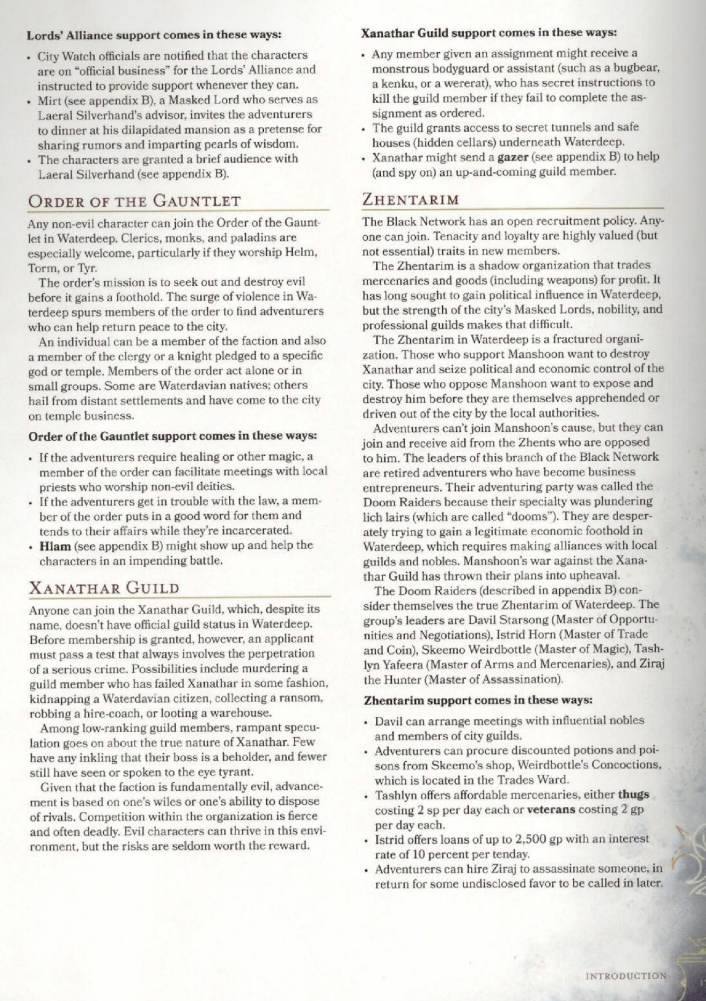 Lords' Alliance support comes in these ways:
• City Watch officials are notified that the characters
are on "official business" for the Lords' Alliance and
instructed to provide support whenever they can.
• Mirt (see appendix B), a Masked Lord who serves as
Laeral Silverhand's advisor, invites the adventurers
to dinner at his dilapidated mansion as a pretense for
sharing rumors and imparting pearls of wisdom.
• The characters are granted a brief audience with
Laeral Silverhand (see appendix B).
ORDER OF THE GAUNTLET
Any non-evil character can join the Order of the Gaunt-
let in Waterdeep. Clerics, monks, and paladins are
especially welcome, particularly if they worship Helm,
Torm, or Tyr.
The order's mission is to seek out and destroy evil
before it gains a foothold. The surge of violence in Wa-
terdeep spurs members of the order to find adventurers
who can help return peace to the city.
An individual can be a member of the faction and also
a member of the clergy or a knight pledged to a specific
god or temple. Members of the order act alone or in
small groups. Some are Waterdavian natives; others
hail from distant settlements and have come to the city
on temple business.
Order of the Gauntlet support comes in these ways:
• If the adventurers require healing or other magic, a
member of the order can facilitate meetings with local
priests who worship non-evil deities.
• If the adventurers get in trouble with the law, a mem-
ber of the order puts in a good word for them and
tends to their affairs while they're incarcerated.
• Hlam (see appendix B) might show up and help the
characters in an impending battle.
XANATHAR GUILD
Anyone can join the Xanathar Guild, which, despite its
name, doesn't have official guild status in Waterdeep.
Before membership is granted, however, an applicant
must pass a test that always involves the perpetration
of a serious crime. Possibilities include murdering a
guild member who has failed Xanathar in some fashion,
kidnapping a Waterdavian citizen, collecting a ransom,
robbing a hire-coach, or looting a warehouse.
Among low-ranking guild members, rampant specu-
lation goes on about the true nature of Xanathar. Few
have any inkling that their boss is a beholder, and fewer
still have seen or spoken to the eye tyrant.
Given that the faction is fundamentally evil, advance-
ment is based on one's wiles or one's ability to dispose
of rivals. Competition within the organization is fierce
and often deadly. Evil characters can thrive in this envi-
ronment, but the risks are seldom worth the reward.
Xanathar Guild support comes in these ways:
• Any member given an assignment might receive a
monstrous bodyguard or assistant (such as a bugbear,
a kenku, or a wererat), who has secret instructions to
kill the guild member if they fail to complete the as-
signment as ordered.
• The guild grants access to secret tunnels and safe
houses (hidden cellars) underneath Waterdeep.
• Xanathar might send a gazer (see appendix B) to help
(and spy on) an up-and-coming guild member.
ZHENTARIM
The Black Network has an open recruitment policy. Any-
one can join. Tenacity and loyalty are highly valued (but
not essential) traits in new members.
The Zhentarim is a shadow organization that trades
mercenaries and goods (including weapons) for profit. It
has long sought to gain political influence in Waterdeep,
but the strength of the city's Masked Lords, nobility, and
professional guilds makes that difficult.
The Zhentarim in Waterdeep is a fractured organi-
zation. Those who support Manshoon want to destroy
Xanathar and seize political and economic control of the
city. Those who oppose Manshoon want to expose and
destroy him before they are themselves apprehended or
driven out of the city by the local authorities.
Adventurers can't join Manshoon's cause, but they can
join and receive aid from the Zhents who are opposed
to him. The leaders of this branch of the Black Network
are retired adventurers who have become business
entrepreneurs. Their adventuring party was called the
Doom Raiders because their specialty was plundering
lich lairs (which are called "dooms"). They are desper-
ately trying to gain a legitimate economic foothold in
Waterdeep, which requires making alliances with local
guilds and nobles. Manshoon's war against the Xana-
thar Guild has thrown their plans into upheaval.
The Doom Raiders (described in appendix B) con-
sider themselves the true Zhentarim of Waterdeep. The
group's leaders are Davil Starsong (Master of Opportu-
nities and Negotiations), Istrid Horn (Master of Trade
and Coin), Skeemo Weirdbottle (Master of Magic), Tash-
lyn Yafeera (Master of Arms and Mercenaries), and Ziraj
the Hunter (Master of Assassination).
Zhentarim support comes in these ways:
• Davil can arrange meetings with influential nobles
and members of city guilds.
• Adventurers can procure discounted potions and poi-
sons from Skeemo's shop, Weirdbottle's Concoctions,
which is located in the Trades Ward.
• Tashlyn offers affordable mercenaries, either thugs
costing 2 sp per day each or veterans costing 2 gp
per day each.
• Istrid offers loans of up to 2,500 gp with an interest
rate of 10 percent per tenday.
• Adventurers can hire Ziraj to assassinate someone, in
return for some undisclosed favor to be called in later.
INTRODUCTION